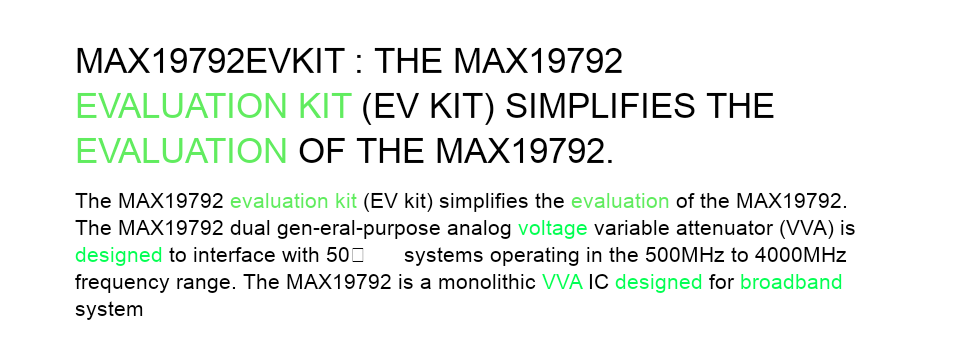 MAX19792EVKIT : THE MAX19792
EVALUATION KIT (EV KIT) SIMPLIFIES THE
EVALUATION OF THE MAX19792.
The MAX19792 evaluation kit (EV kit) simplifies the evaluation of the MAX19792.
The MAX19792 dual gen-eral-purpose analog voltage variable attenuator (VVA) is
designed to interface with 50□ systems operating in the 500MHz to 4000MHz
frequency range. The MAX19792 is a monolithic VVA IC designed for broadband
system